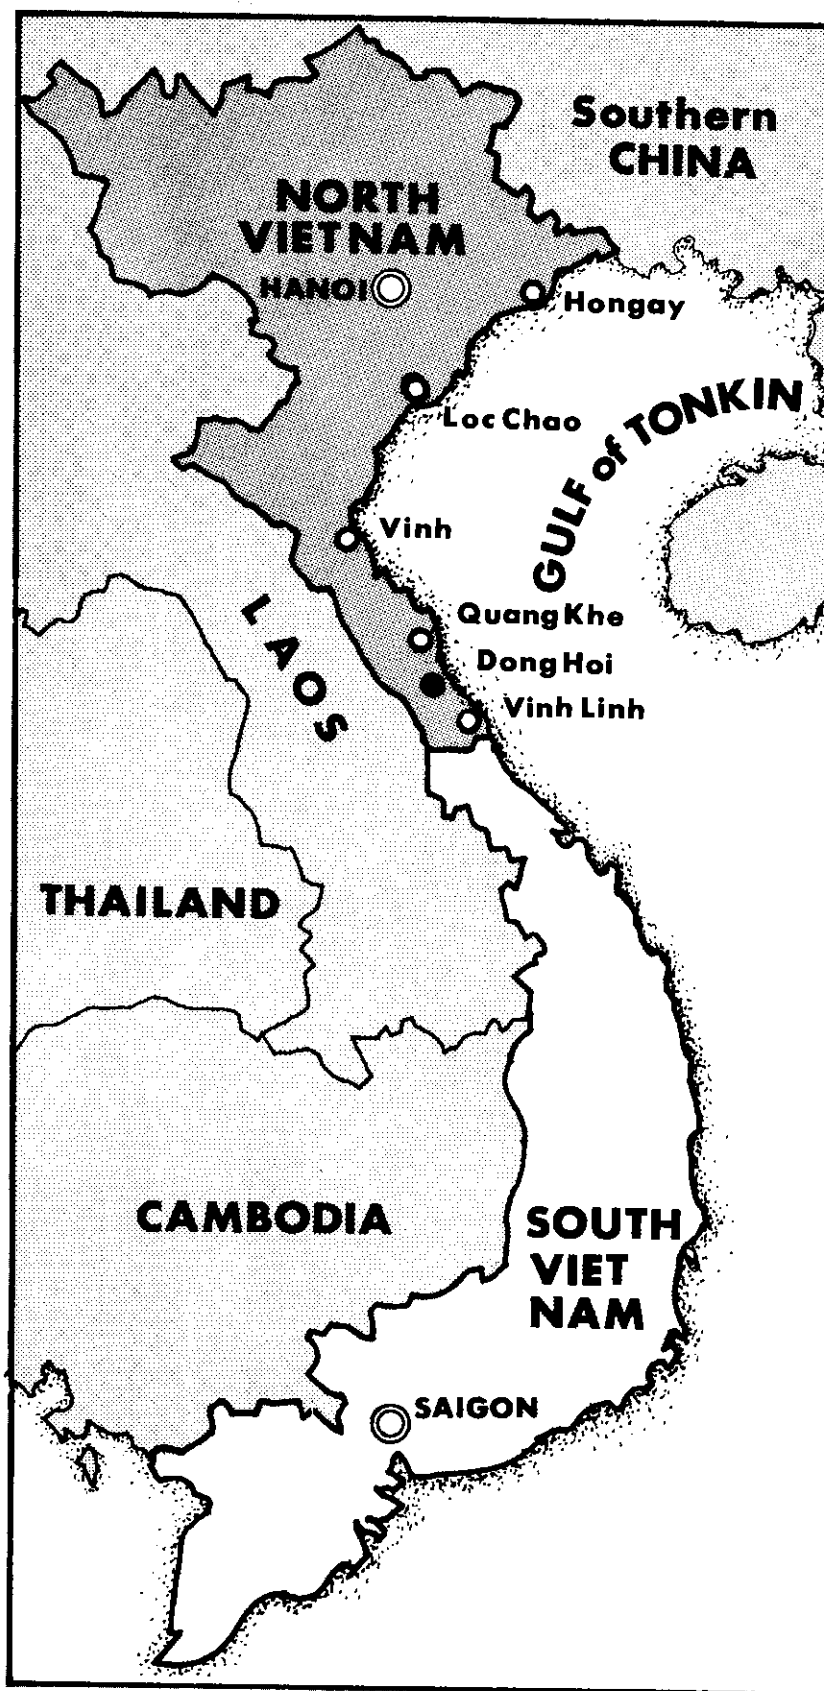 Southern
CHINA
NORTH
VIETNAM
HANOI
Hongay
GULF of TONKIN
Loc Chao
Vinh
Quang Khe
LAOS
Dong Hoi
Vinh Linh
THAILAND
CAMBODIA
SOUTH
VIET
NAM
SAIGON